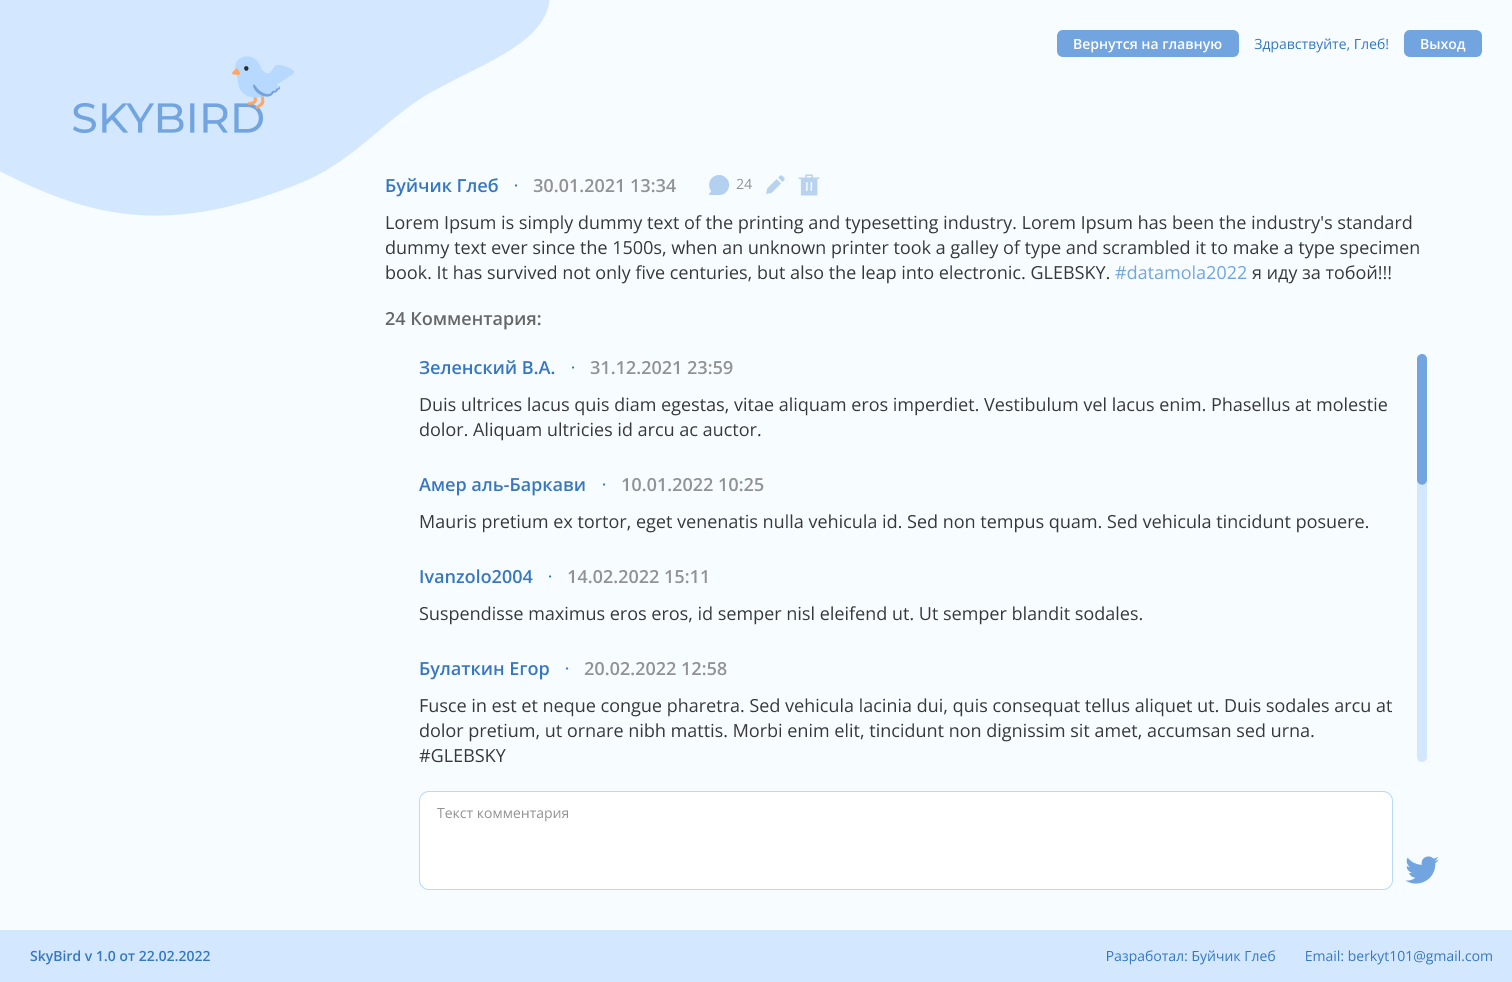 Вернутся на главную
Здравствуйте, Глеб!
Выход
SKYBIRD
Буйчик Глеб · 30.01.2021 13:34 24
Lorem Ipsum is simply dummy text of the printing and typesetting industry. Lorem Ipsum has been the industry's standard
dummy text ever since the 1500s, when an unknown printer took a galley of type and scrambled it to make a type specimen
book. It has survived not only five centuries, but also the leap into electronic. GLEBSKY. #datamola2022 я иду за тобой!!!
24 Комментария:
Зеленский В.А. · 31.12.2021 23:59
Duis ultrices lacus quis diam egestas, vitae aliquam eros imperdiet. Vestibulum vel lacus enim. Phasellus at molestie
dolor. Aliquam ultricies id arcu ac auctor.
Амер аль-Баркави · 10.01.2022 10:25
Mauris pretium ex tortor, eget venenatis nulla vehicula id. Sed non tempus quam. Sed vehicula tincidunt posuere.
Ivanzolo2004 · 14.02.2022 15:11
Suspendisse maximus eros eros, id semper nisl eleifend ut. Ut semper blandit sodales.
Булаткин Егор · 20.02.2022 12:58
Fusce in est et neque congue pharetra. Sed vehicula lacinia dui, quis consequat tellus aliquet ut. Duis sodales arcu at
dolor pretium, ut ornare nibh mattis. Morbi enim elit, tincidunt non dignissim sit amet, accumsan sed urna.
#GLEBSKY
Текст комментария
SkyBird v 1.0 от 22.02.2022
Разработал: Буйчик Глеб
Email: berkyt101@gmail.com